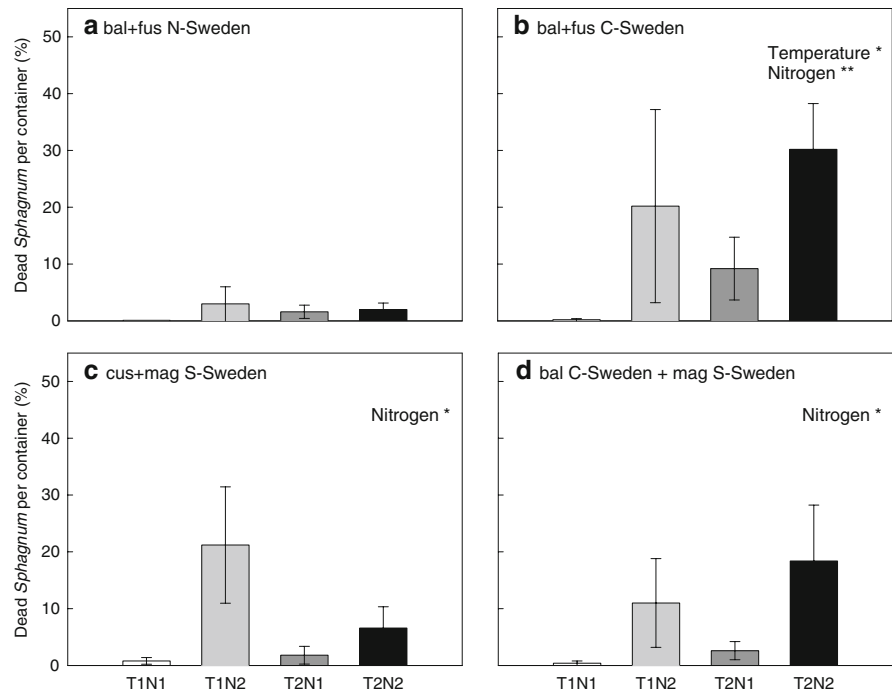 a bal+fus N-Sweden
50
40
30
20
10
0
Dead Sphagnum per container (%)
b bal+fus C-Sweden
Temperature *
Nitrogen **
c cus+mag S-Sweden
Nitrogen *
50
40
30
20
10
0
Dead Sphagnum per container (%)
T1N1 T1N2 T2N1 T2N2
d bal C-Sweden + mag S-Sweden
Nitrogen *
T1N1 T1N2 T2N1 T2N2